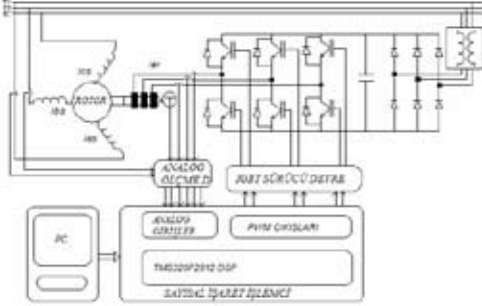 ROTOR
ANALOG
ÖLÇME
IGBT SÜRÜCÜ DEVRE
PC
ANALOG
GİRİŞLER
PWM ÇIKIŞLARI
TMS320F2812 DSP
SAYISAL İŞARET İŞLEMCİ